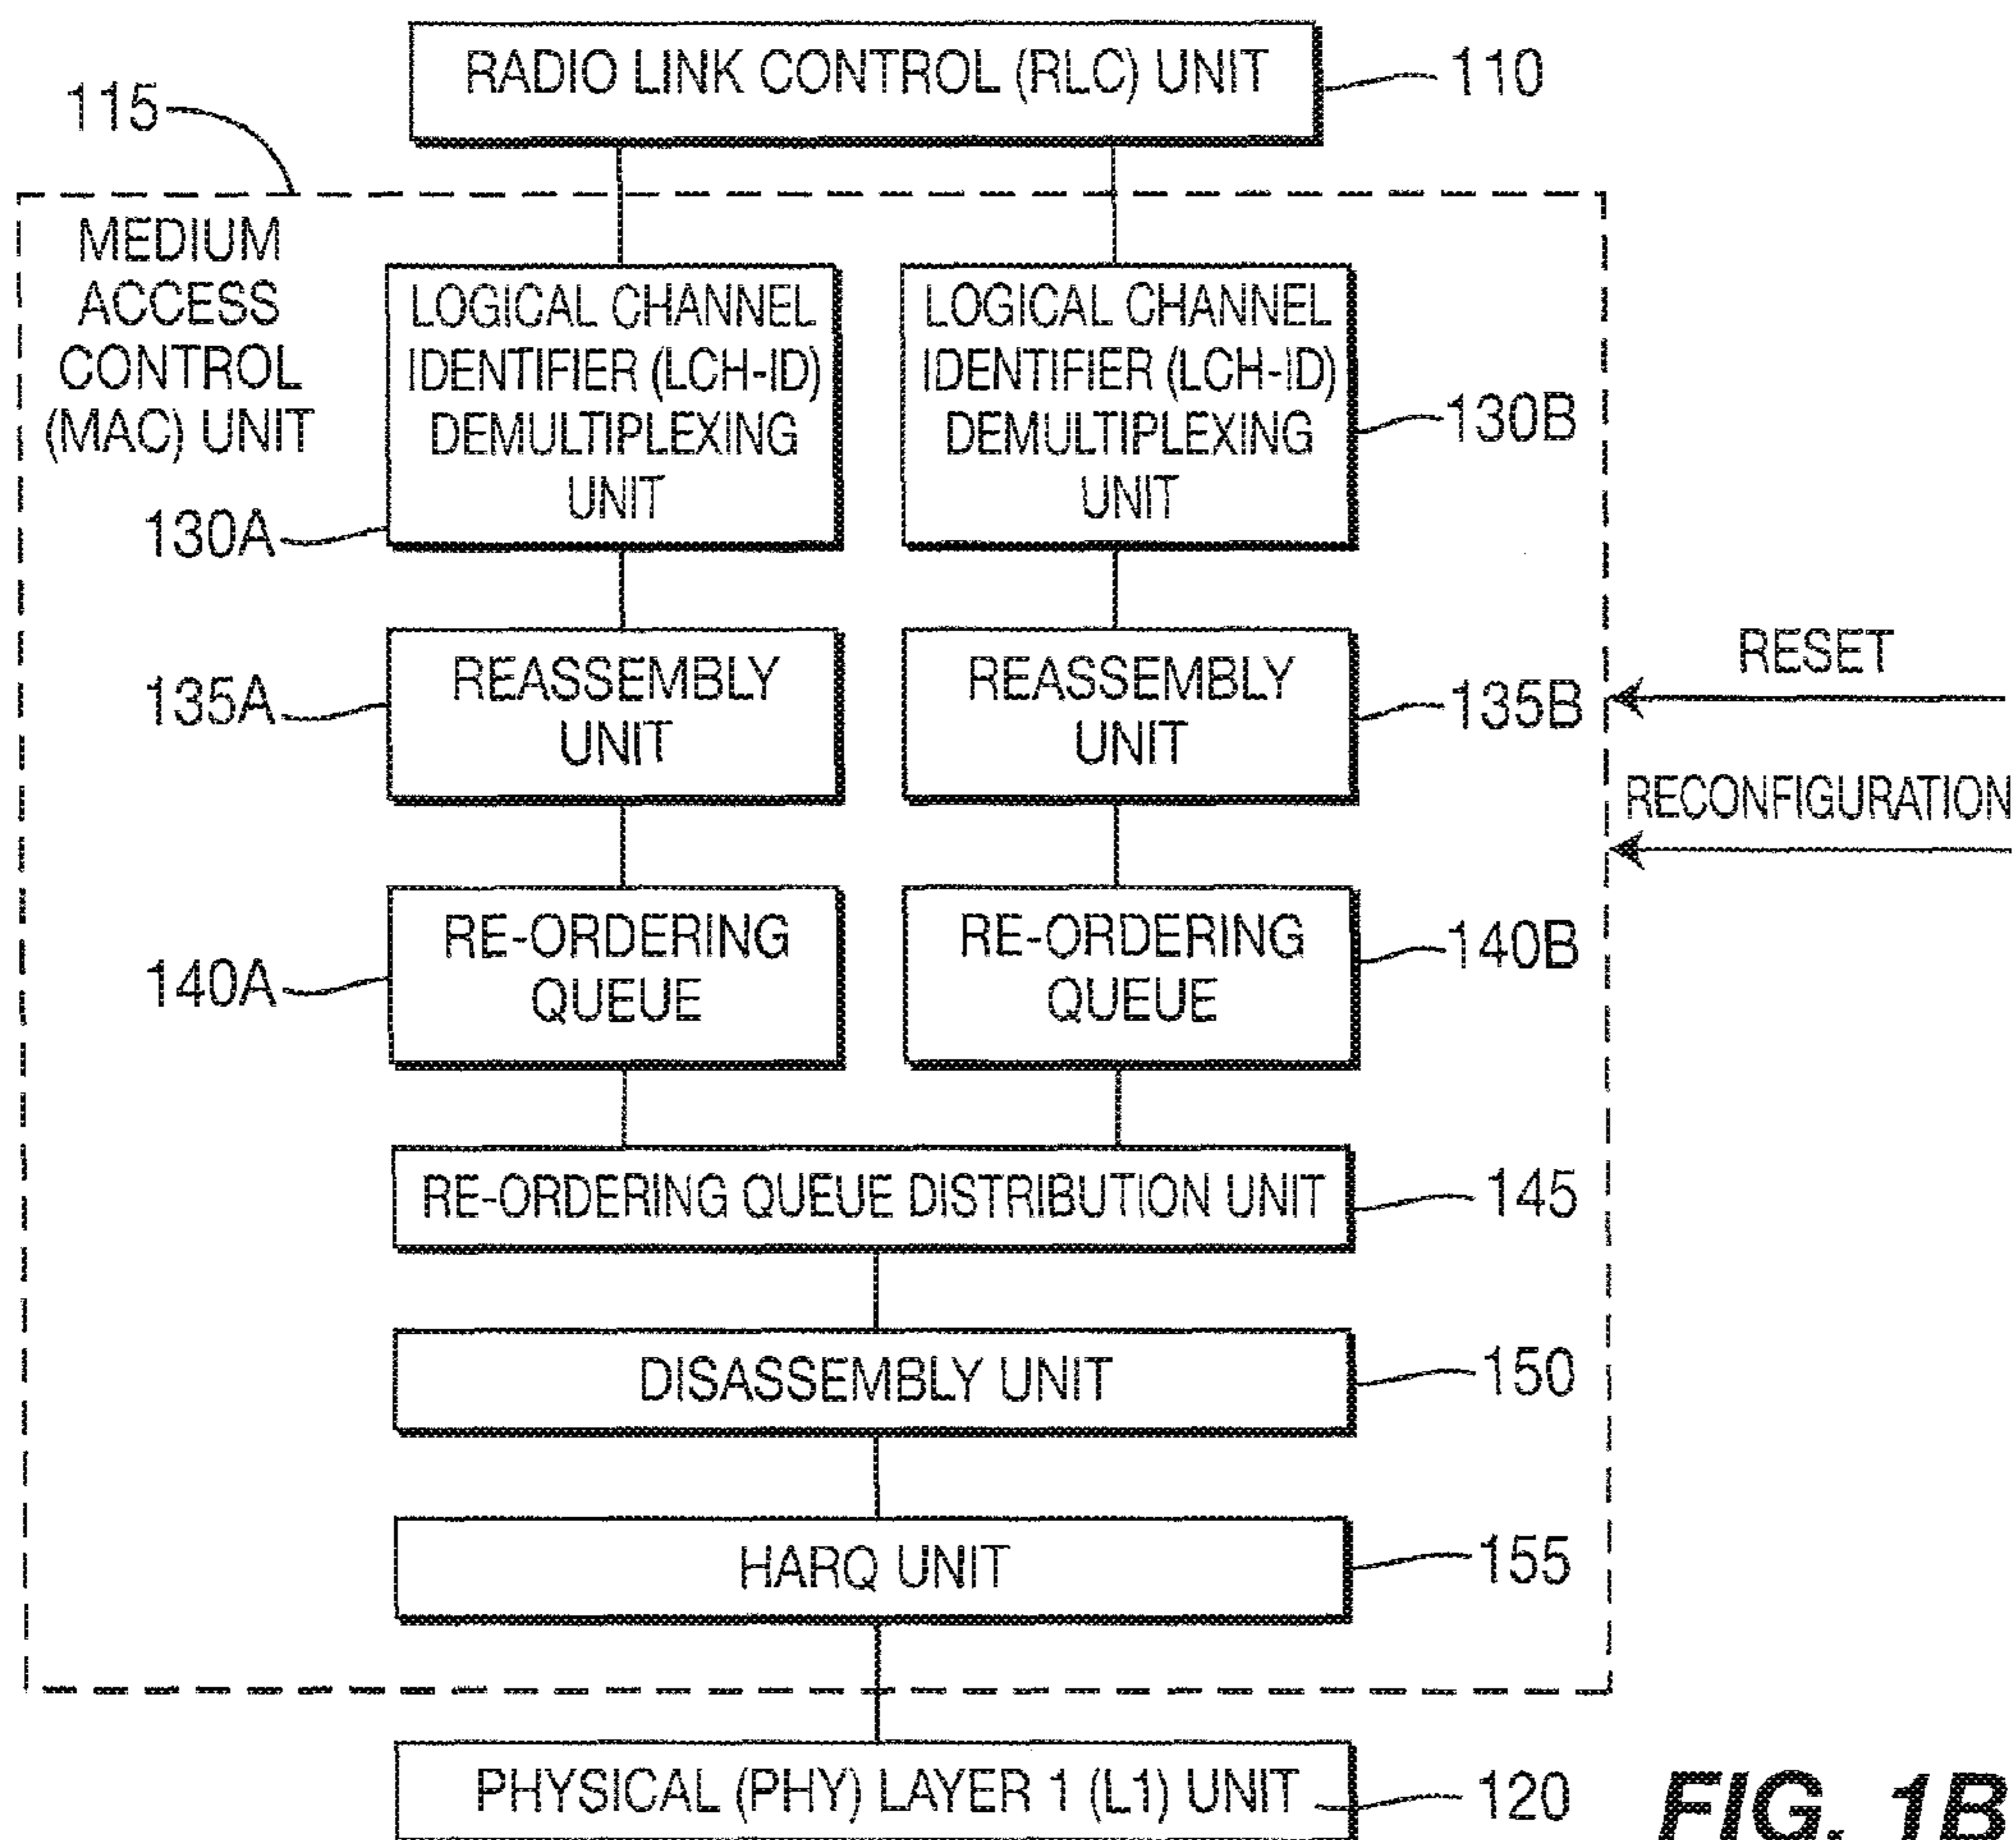 RADIO LINK CONTROL (RLC) UNIT
110
115
MEDIUM
ACCESS
CONTROL
(MAC) UNIT
LOGICAL CHANNEL
IDENTIFIER (LCH-ID)
DEMULTIPLEXING
UNIT
130A
LOGICAL CHANNEL
IDENTIFIER (LCH-ID)
DEMULTIPLEXING
UNIT
130B
REASSEMBLY
UNIT
135A
REASSEMBLY
UNIT
135B
RESET
RECONFIGURATION
RE-ORDERING
QUEUE
140A
RE-ORDERING
QUEUE
140B
RE-ORDERING QUEUE DISTRIBUTION UNIT
145
DISASSEMBLY UNIT
150
HARQ UNIT
155
PHYSICAL (PHY) LAYER 1 (L1) UNIT
120
FIG. 1B